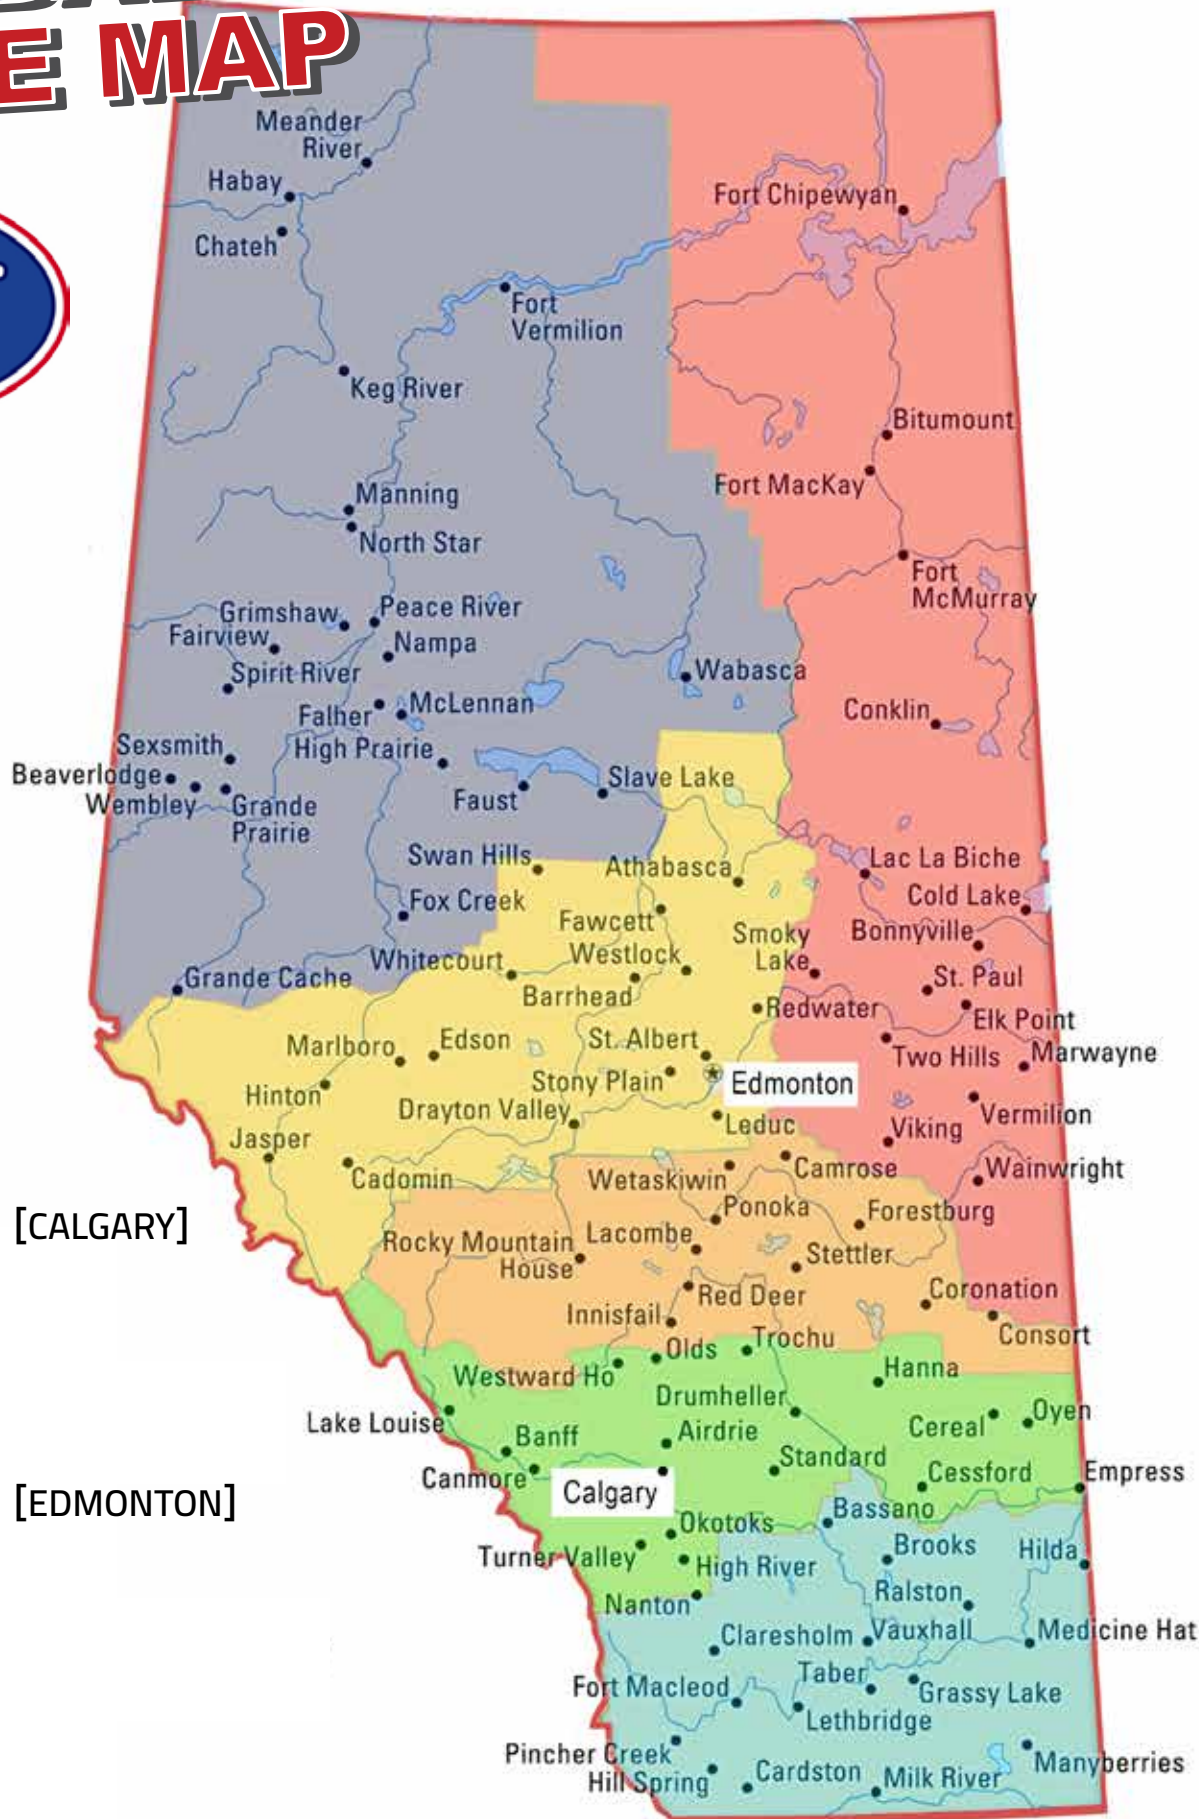 E MAP
Meander
River
Habay
Chateh
Fort Chipewyan
Fort
Vermilion
Keg River
Bitumount
Fort MacKay
Manning
North Star
Fort
McMurray
Grimshaw
Peace River
Fairview
Nampa
Spirit River
Wabasca
Falher
McLennan
Conklin
Sexsmith
High Prairie
Beaverlodge
Slave Lake
Wembley
Grande
Prairie
Faust
Swan Hills
Athabasca
Lac La Biche
Cold Lake
Fox Creek
Fawcett
Smoky
Lake
Bonnyville
Whitecourt
Westlock
Grande Cache
Barrhead
St. Paul
Redwater
Elk Point
Marlboro
Edson
St. Albert
Two Hills
Marwayne
Hinton
Stony Plain
Edmonton
Drayton Valley
Leduc
Viking
Vermilion
Jasper
Cadomin
Wetaskiwin
Camrose
Wainwright
Ponoka
Forestburg
[CALGARY]
Rocky Mountain
House
Lacombe
Stettler
Red Deer
Coronation
Innisfail
Consort
Olds
Trochu
Westward Ho
Hanna
Drumheller
Lake Louise
Banff
Airdrie
Cereal
Oyen
Canmore
Standard
Cessford
Empress
Calgary
[EDMONTON]
Bassano
Okotoks
Turner Valley
High River
Brooks
Hilda
Nanton
Ralston
Claresholm
Vauxhall
Medicine Hat
Fort Macleod
Taber
Grassy Lake
Lethbridge
Pincher Creek
Hill Spring
Cardston
Milk River
Manyberries